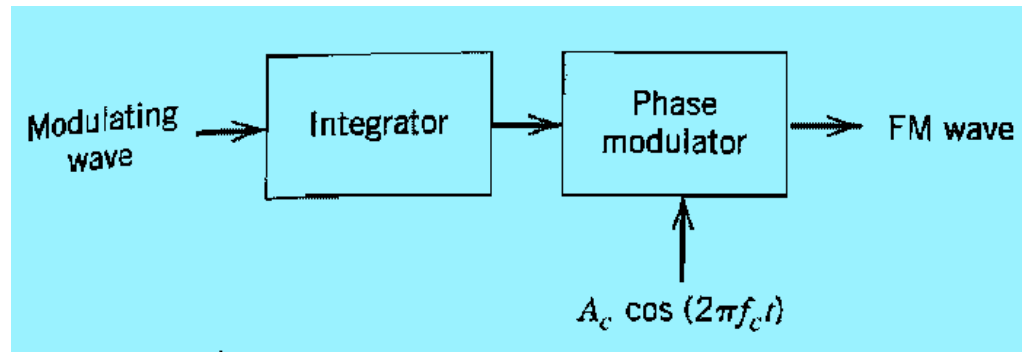 Modulating
wave
Integrator
Phase
modulator
FM wave
A_c cos (2πf_ct)